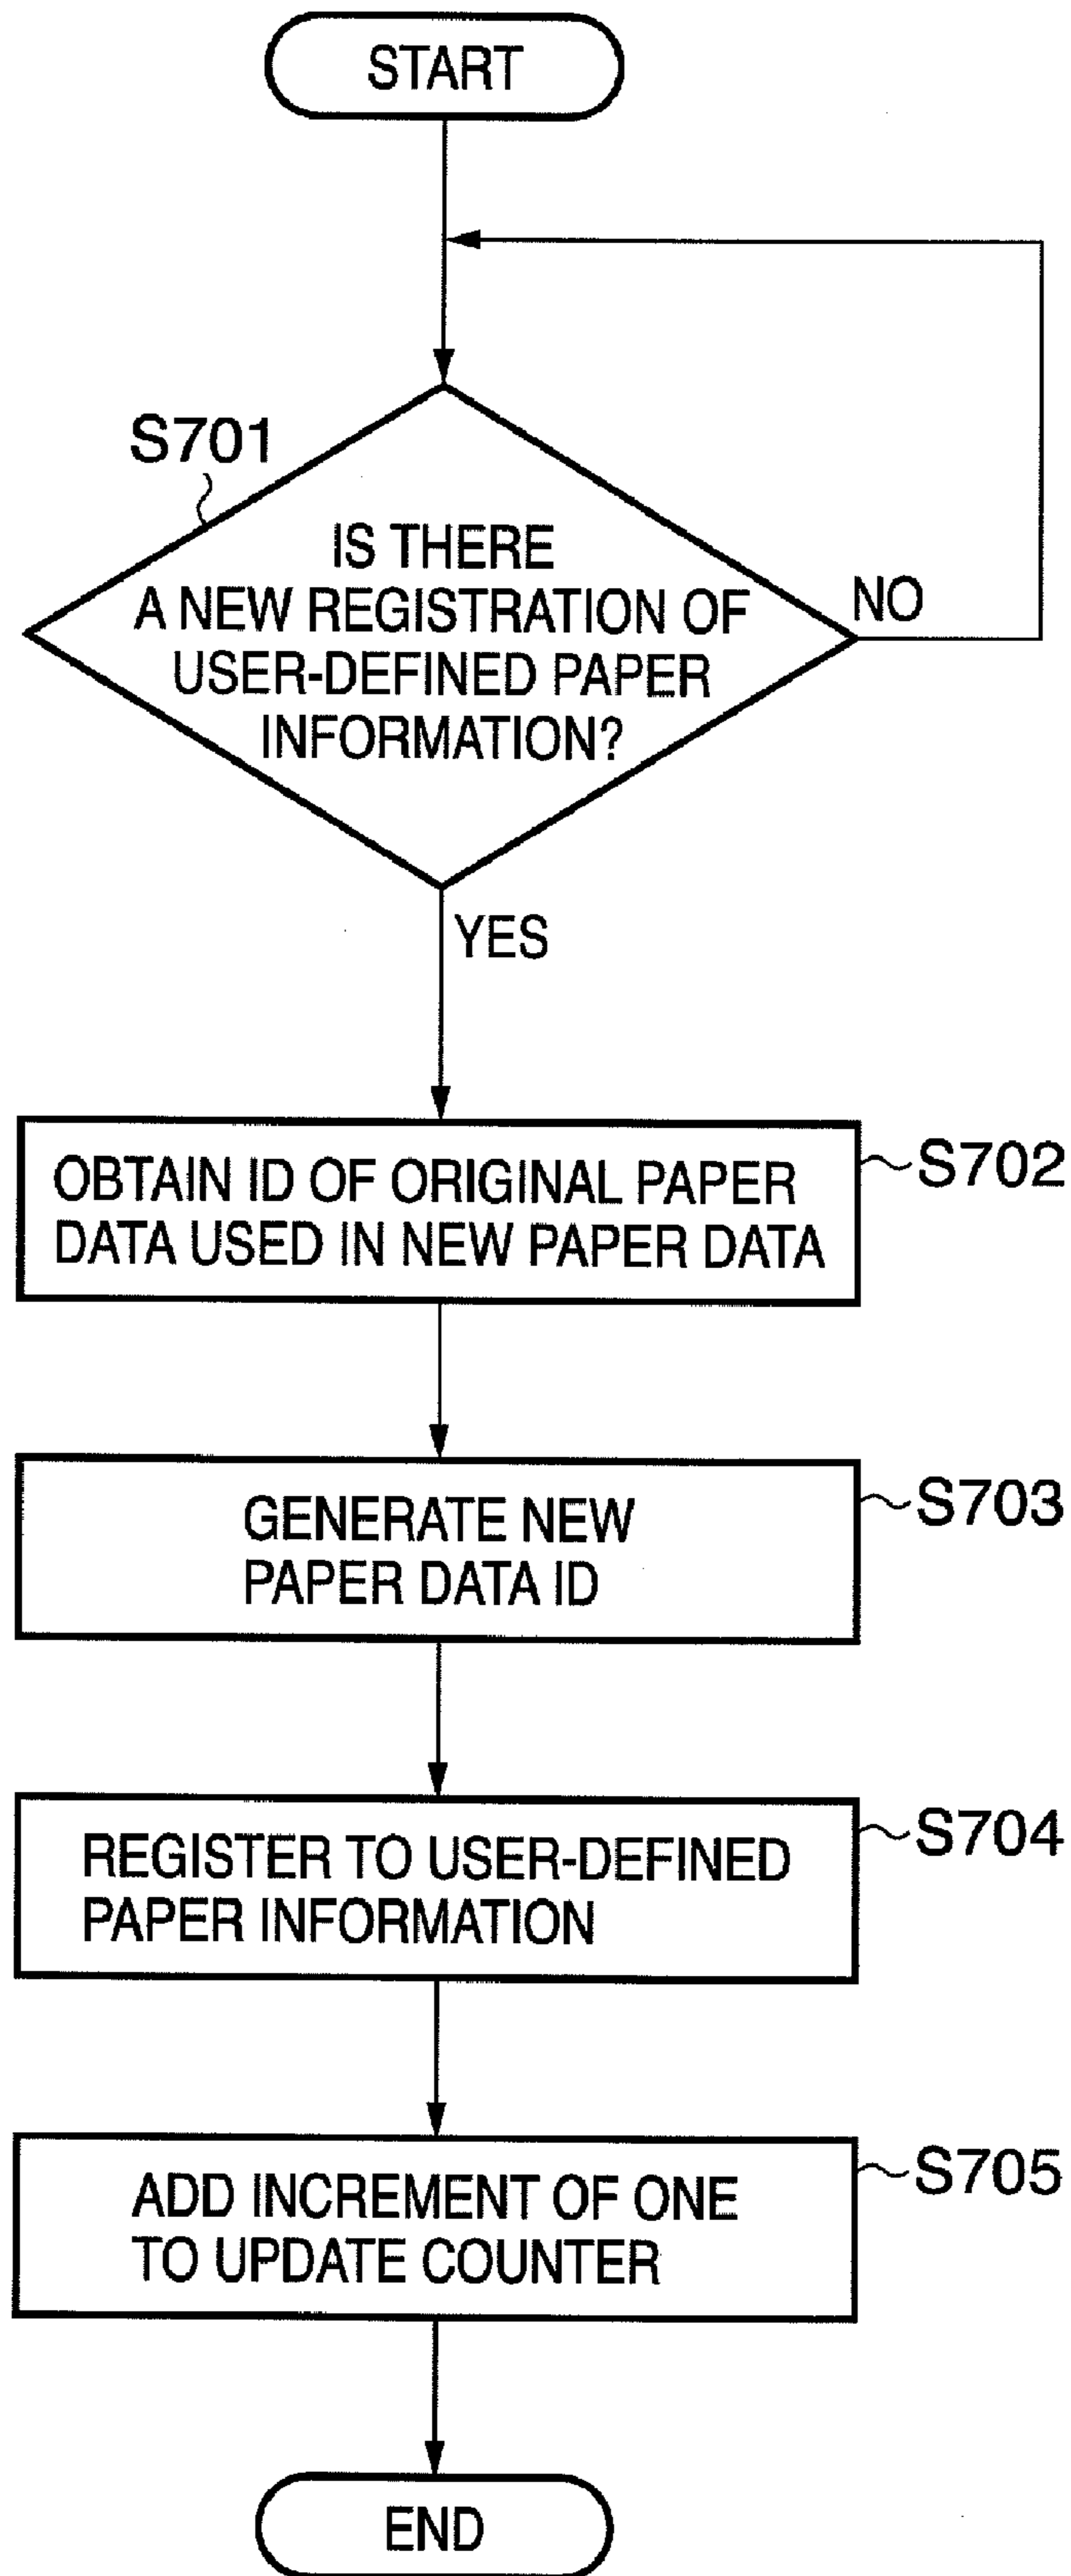 START
S701
IS THERE
A NEW REGISTRATION OF
USER-DEFINED PAPER
INFORMATION?
NO
YES
OBTAIN ID OF ORIGINAL PAPER
DATA USED IN NEW PAPER DATA
S702
GENERATE NEW
PAPER DATA ID
S703
REGISTER TO USER-DEFINED
PAPER INFORMATION
S704
ADD INCREMENT OF ONE
TO UPDATE COUNTER
S705
END